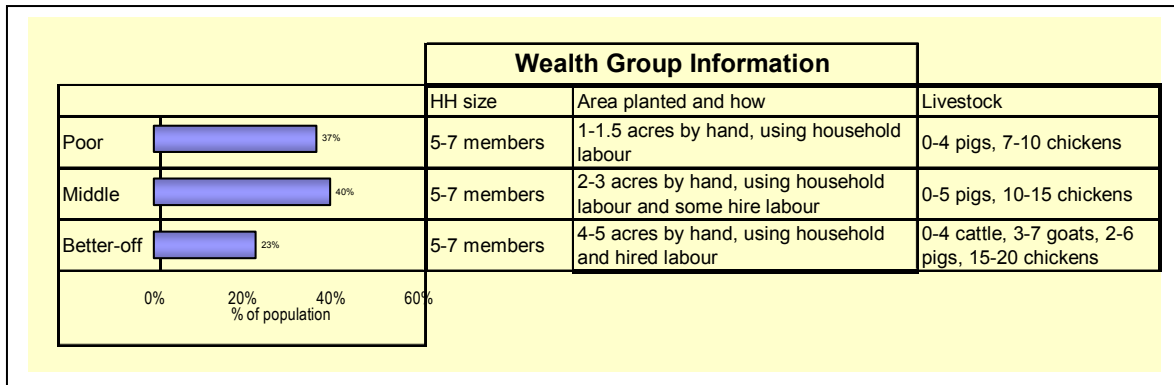 Wealth Group Information
HH size
Area planted and how
Livestock
Poor
37%
5-7 members
1-1.5 acres by hand, using household
labour
0-4 pigs, 7-10 chickens
Middle
40%
5-7 members
2-3 acres by hand, using household
labour and some hire labour
0-5 pigs, 10-15 chickens
Better-off
23%
5-7 members
4-5 acres by hand, using household
and hired labour
0-4 cattle, 3-7 goats, 2-6
pigs, 15-20 chickens
0% 20% 40% 60%
% of population